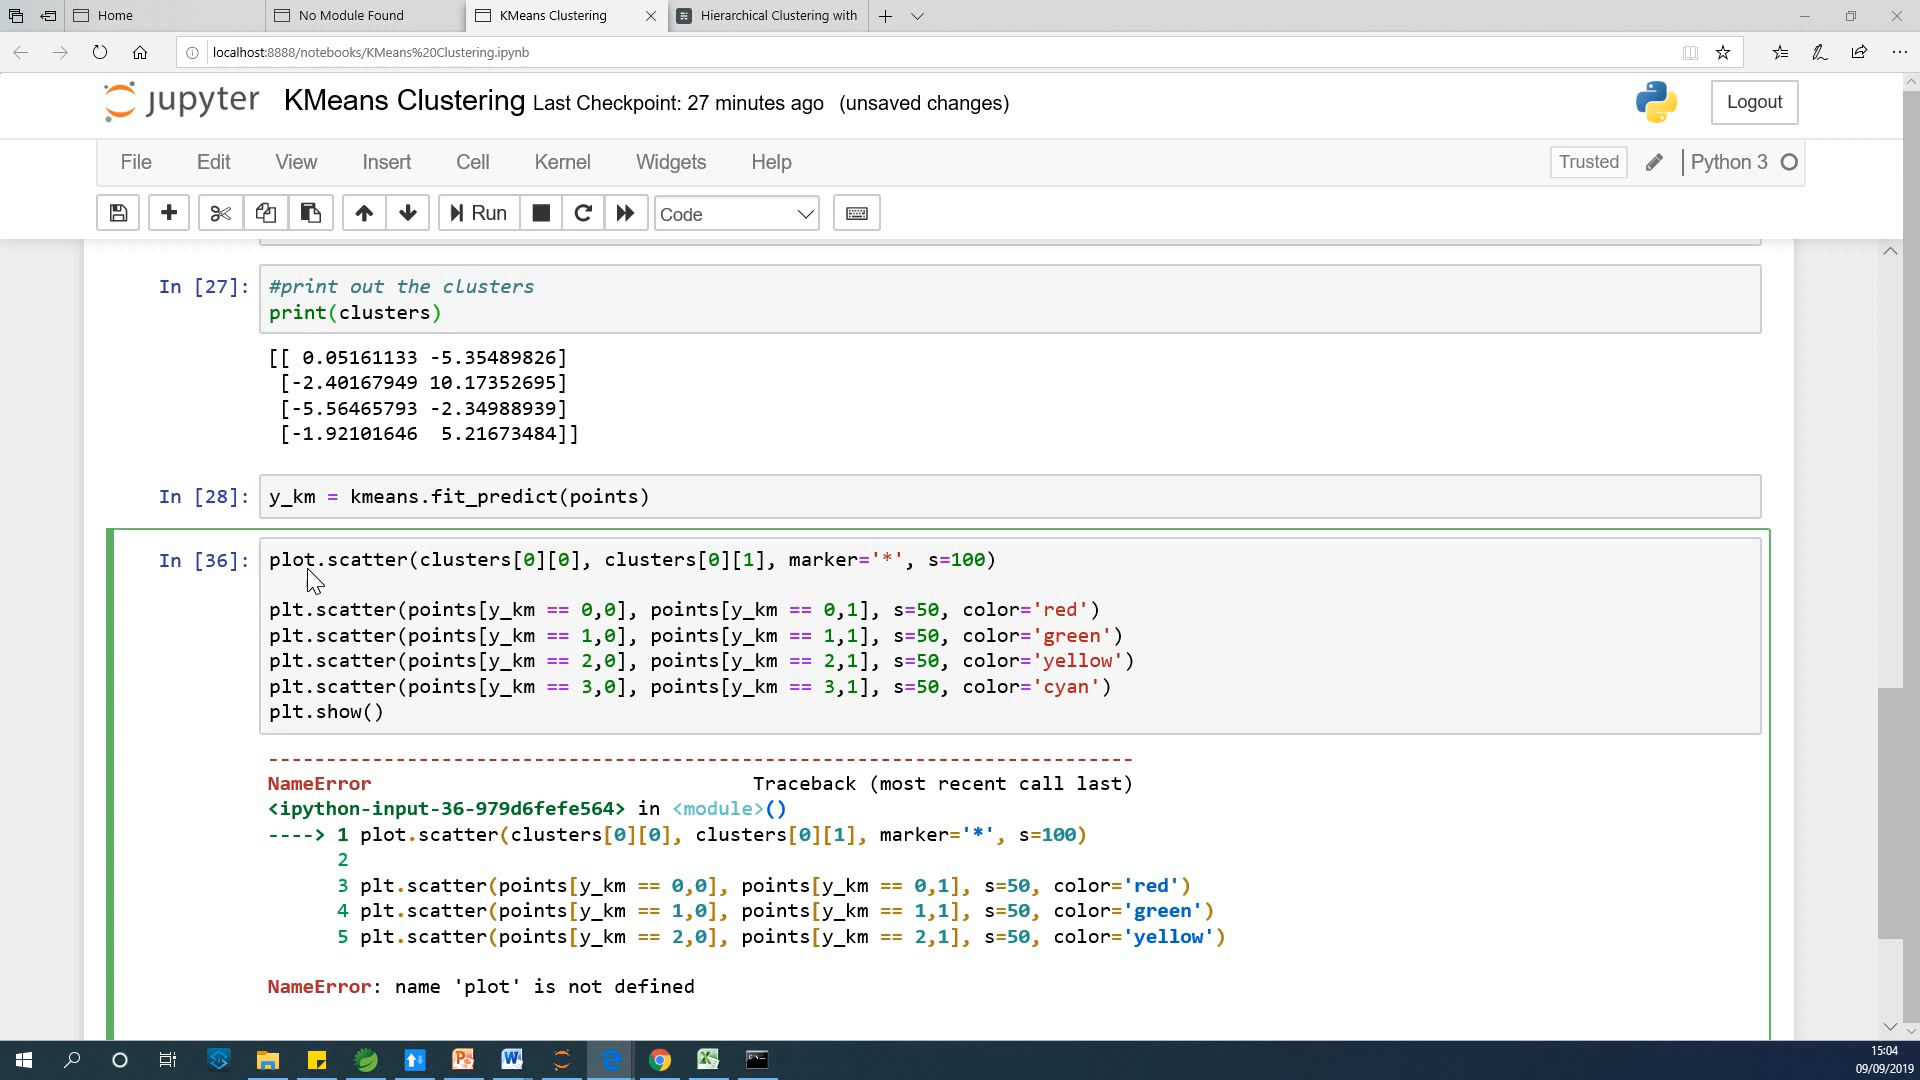 Home
No Module Found
KMeans Clustering
Hierarchical Clustering with
localhost:8888/notebooks/KMeans%20Clustering.ipynb
jupyter KMeans Clustering Last Checkpoint: 27 minutes ago (unsaved changes)
Logout
File Edit View Insert Cell Kernel Widgets Help
Trusted
Python 3
Run
Code
In [27]: #print out the clusters
print(clusters)
[[ 0.05161133 -5.35489826]
[-2.40167949 10.17352695]
[-5.56465793 -2.34988939]
[-1.92101646  5.21673484]]
In [28]: y_km = kmeans.fit_predict(points)
In [36]: plot.scatter(clusters[0][0], clusters[0][1], marker='*', s=100)
plt.scatter(points[y_km == 0,0], points[y_km == 0,1], s=50, color='red')
plt.scatter(points[y_km == 1,0], points[y_km == 1,1], s=50, color='green')
plt.scatter(points[y_km == 2,0], points[y_km == 2,1], s=50, color='yellow')
plt.scatter(points[y_km == 3,0], points[y_km == 3,1], s=50, color='cyan')
plt.show()
---------------------------------------------------------------------------
NameError                                 Traceback (most recent call last)
<ipython-input-36-979d6fefe564> in <module>()
----> 1 plot.scatter(clusters[0][0], clusters[0][1], marker='*', s=100)
2
3 plt.scatter(points[y_km == 0,0], points[y_km == 0,1], s=50, color='red')
4 plt.scatter(points[y_km == 1,0], points[y_km == 1,1], s=50, color='green')
5 plt.scatter(points[y_km == 2,0], points[y_km == 2,1], s=50, color='yellow')
NameError: name 'plot' is not defined
15:04
09/09/2019